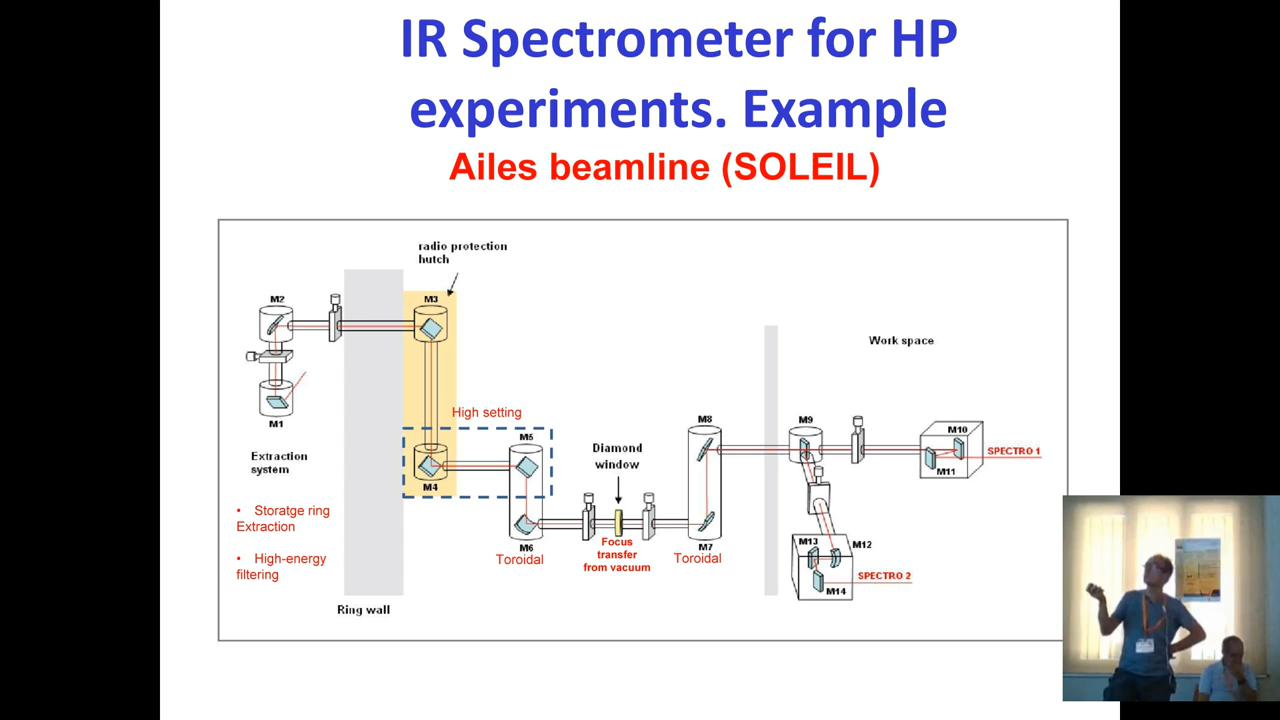 IR Spectrometer for HP
experiments. Example
Ailes beamline (SOLEIL)
radio protection
hutch
M2
M3
Work space
M1
High setting
M8
M9
M5
Diamond
window
M10
SPECTRO 1
M11
Extraction
system
M4
• Storatge ring
Extraction
M6
Toroidal
Focus
transfer
from vacuum
M7
Toroidal
M13
M12
• High-energy
filtering
SPECTRO 2
M14
Ring wall